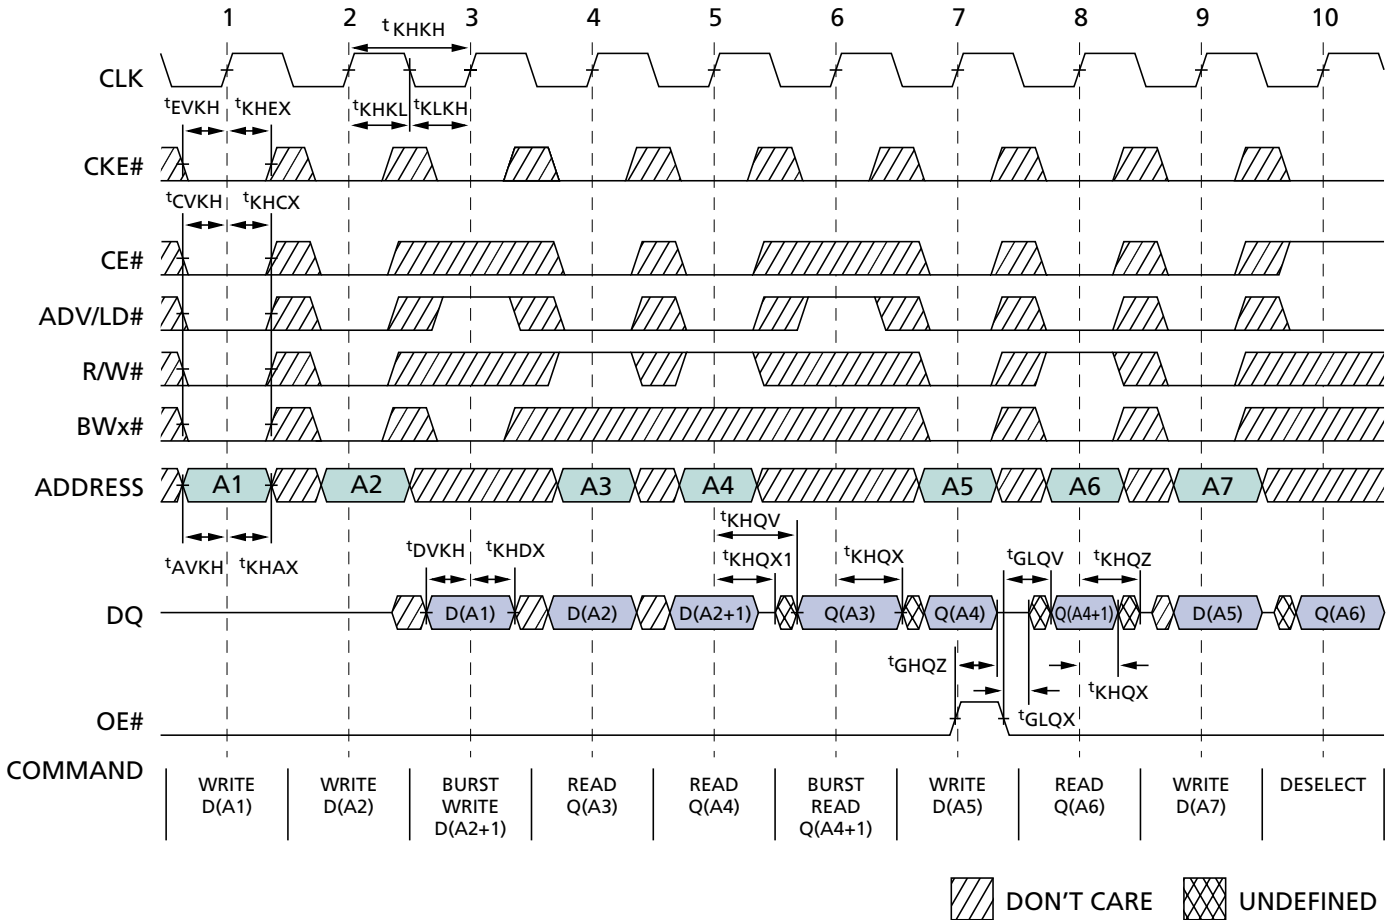 1 2 3 4 5 6 7 8 9 10
tKHKH
CLK
tEVKH tKHEX tKHKL tKLKH
CKE#
tCVKH tKHCX
CE#
ADV/LD#
R/W#
BWx#
ADDRESS A1 A2 A3 A4 A5 A6 A7
tKHQV
tDVKH tKHDX tKHQX1 tKHQX tGLQV tKHQZ
tAVKH tKHAX
DQ D(A1) D(A2) D(A2+1) Q(A3) Q(A4) Q(A4+1) D(A5) Q(A6)
tGHQZ tKHQX
tGLQX
OE#
COMMAND
WRITE WRITE BURST READ READ BURST WRITE READ WRITE DESELECT
D(A1) D(A2) WRITE Q(A3) Q(A4) READ D(A5) Q(A6) D(A7)
D(A2+1) Q(A4+1)
DON'T CARE UNDEFINED